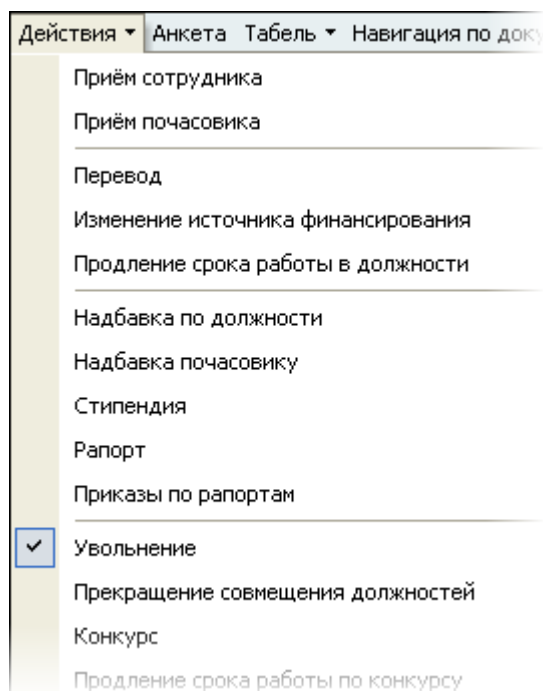 Действия Анкета Табель Навигация по доку
Приём сотрудника
Приём почасовика
Перевод
Изменение источника финансирования
Продление срока работы в должности
Надбавка по должности
Надбавка почасовику
Стипендия
Рапорт
Приказы по рапортам
Увольнение
Прекращение совмещения должностей
Конкурс
Продление срока работы по конкурсу